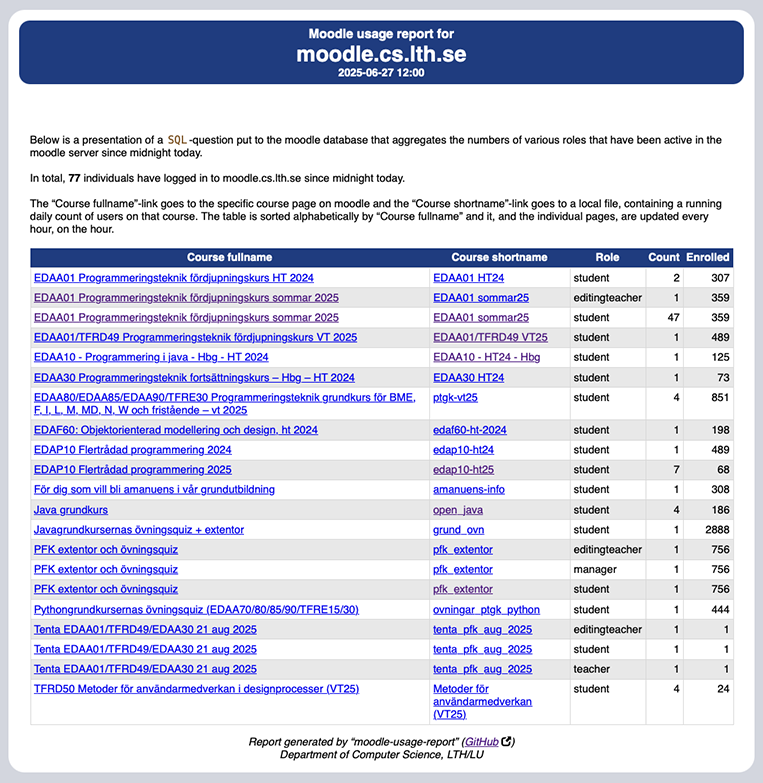 Moodle usage report for
moodle.cs.lth.se
2025-06-27 12:00
Below is a presentation of a SQL-question put to the moodle database that aggregates the numbers of various roles that have been active in the
moodle server since midnight today.
In total, 77 individuals have logged in to moodle.cs.lth.se since midnight today.
The “Course fullname”-link goes to the specific course page on moodle and the “Course shortname”-link goes to a local file, containing a running
daily count of users on that course. The table is sorted alphabetically by “Course fullname” and it, and the individual pages, are updated every
hour, on the hour.
Course fullname Course shortname Role Count Enrolled
EDAA01 Programmeringsteknik fördjupningskurs HT 2024 EDAA01 HT24 student 2 307
EDAA01 Programmeringsteknik fördjupningskurs sommar 2025 EDAA01 sommar25 editingteacher 1 359
EDAA01 Programmeringsteknik fördjupningskurs sommar 2025 EDAA01 sommar25 student 47 359
EDAA01/TFRD49 Programmeringsteknik fördjupningskurs VT 2025 EDAA01/TFRD49 VT25 student 1 489
EDAA10 - Programmering i java - Hbg - HT 2024 EDAA10 - HT24 - Hbg student 1 125
EDAA30 Programmeringsteknik fortsättningskurs – Hbg – HT 2024 EDAA30 HT24 student 1 73
EDAA80/EDAA85/EDAA90/TFRE30 Programmeringsteknik grundkurs för BME, ptgk-vt25 student 4 851
F, I, L, M, MD, N, W och fristående – vt 2025
EDAF60: Objektorienterad modellering och design, ht 2024 edaf60-ht-2024 student 1 198
EDAP10 Flertrådad programmering 2024 edap10-ht24 student 1 489
EDAP10 Flertrådad programmering 2025 edap10-ht25 student 7 68
För dig som vill bli amanuens i vår grundutbildning amanuens-info student 1 308
Java grundkurs open_java student 4 186
Javagrundkursernas övningsquiz + extentor grund_ovn student 1 2888
PFK extentor och övningsquiz pfk_extentor editingteacher 1 756
PFK extentor och övningsquiz pfk_extentor manager 1 756
PFK extentor och övningsquiz pfk_extentor student 1 756
Pythongrundkursernas övningsquiz (EDAA70/80/85/90/TFRE15/30) ovningar_ptgk_python student 1 444
Tenta EDAA01/TFRD49/EDAA30 21 aug 2025 tenta_pfk_aug_2025 editingteacher 1 1
Tenta EDAA01/TFRD49/EDAA30 21 aug 2025 tenta_pfk_aug_2025 student 1 1
Tenta EDAA01/TFRD49/EDAA30 21 aug 2025 tenta_pfk_aug_2025 teacher 1 1
TFRD50 Metoder för användarmedverkan i designprocesser (VT25) Metoder för student 4 24
användarmedverkan
(VT25)
Report generated by “moodle-usage-report” (GitHub)
Department of Computer Science, LTH/LU